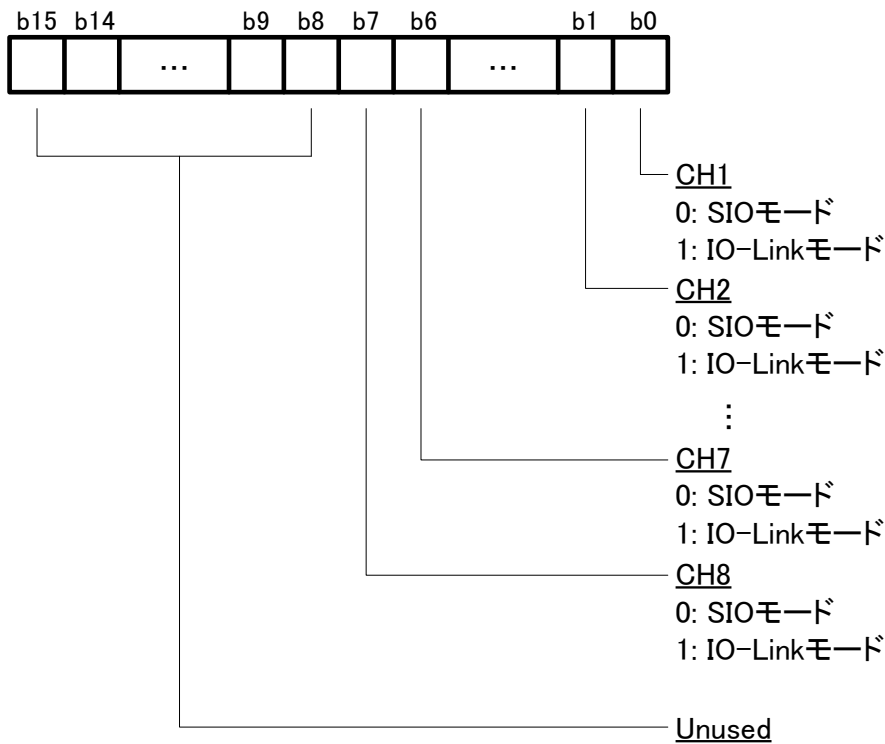 b15 b14 b9 b8 b7 b6 b1 b0
... ...
CH1
0: SIOモード
1: IO-Linkモード
CH2
0: SIOモード
1: IO-Linkモード
⋮
CH7
0: SIOモード
1: IO-Linkモード
CH8
0: SIOモード
1: IO-Linkモード
Unused